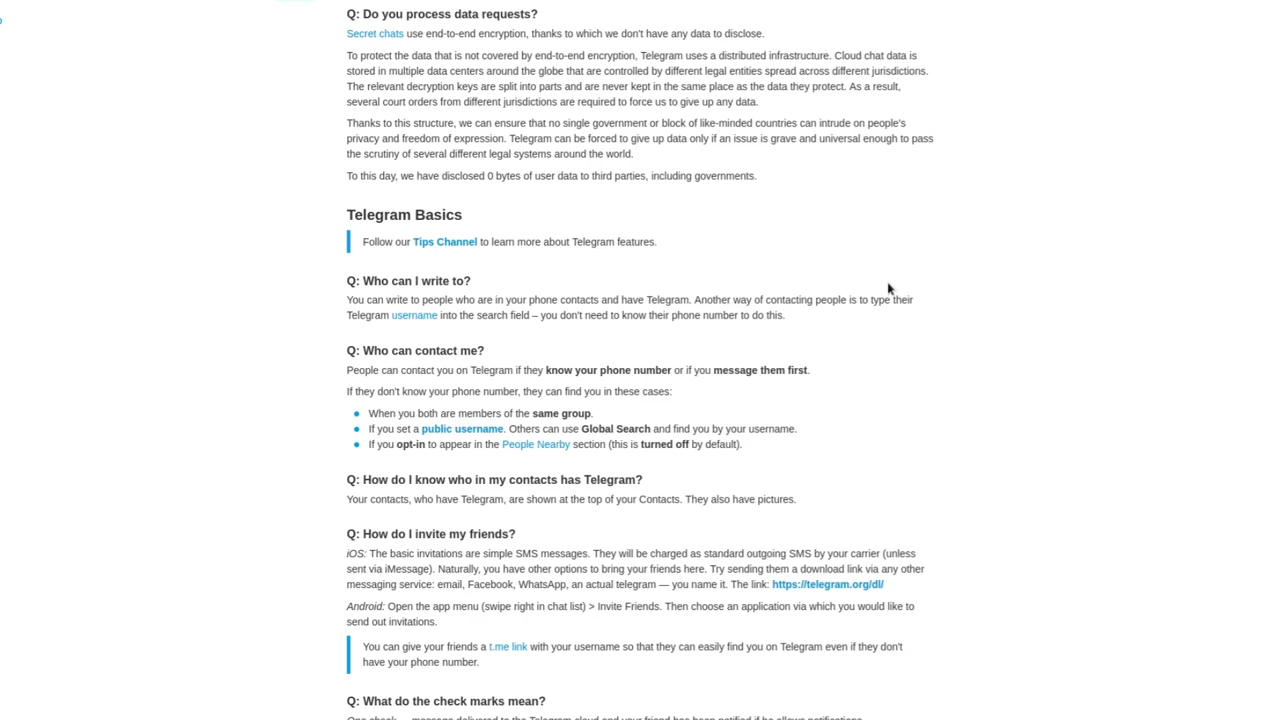 Q: Do you process data requests?
Secret chats use end-to-end encryption, thanks to which we don't have any data to disclose.
To protect the data that is not covered by end-to-end encryption, Telegram uses a distributed infrastructure. Cloud chat data is
stored in multiple data centers around the globe that are controlled by different legal entities spread across different jurisdictions.
The relevant decryption keys are split into parts and are never kept in the same place as the data they protect. As a result,
several court orders from different jurisdictions are required to force us to give up any data.
Thanks to this structure, we can ensure that no single government or block of like-minded countries can intrude on people's
privacy and freedom of expression. Telegram can be forced to give up data only if an issue is grave and universal enough to pass
the scrutiny of several different legal systems around the world.
To this day, we have disclosed 0 bytes of user data to third parties, including governments.
Telegram Basics
Follow our Tips Channel to learn more about Telegram features.
Q: Who can I write to?
You can write to people who are in your phone contacts and have Telegram. Another way of contacting people is to type their
Telegram username into the search field – you don't need to know their phone number to do this.
Q: Who can contact me?
People can contact you on Telegram if they know your phone number or if you message them first.
If they don't know your phone number, they can find you in these cases:
● When you both are members of the same group.
● If you set a public username. Others can use Global Search and find you by your username.
● If you opt-in to appear in the People Nearby section (this is turned off by default).
Q: How do I know who in my contacts has Telegram?
Your contacts, who have Telegram, are shown at the top of your Contacts. They also have pictures.
Q: How do I invite my friends?
iOS: The basic invitations are simple SMS messages. They will be charged as standard outgoing SMS by your carrier (unless
sent via iMessage). Naturally, you have other options to bring your friends here. Try sending them a download link via any other
messaging service: email, Facebook, WhatsApp, an actual telegram — you name it. The link: https://telegram.org/dl/
Android: Open the app menu (swipe right in chat list) > Invite Friends. Then choose an application via which you would like to
send out invitations.
You can give your friends a t.me link with your username so that they can easily find you on Telegram even if they don't
have your phone number.
Q: What do the check marks mean?
One check — message delivered to the Telegram cloud and your friend has been notified if he allows notifications.